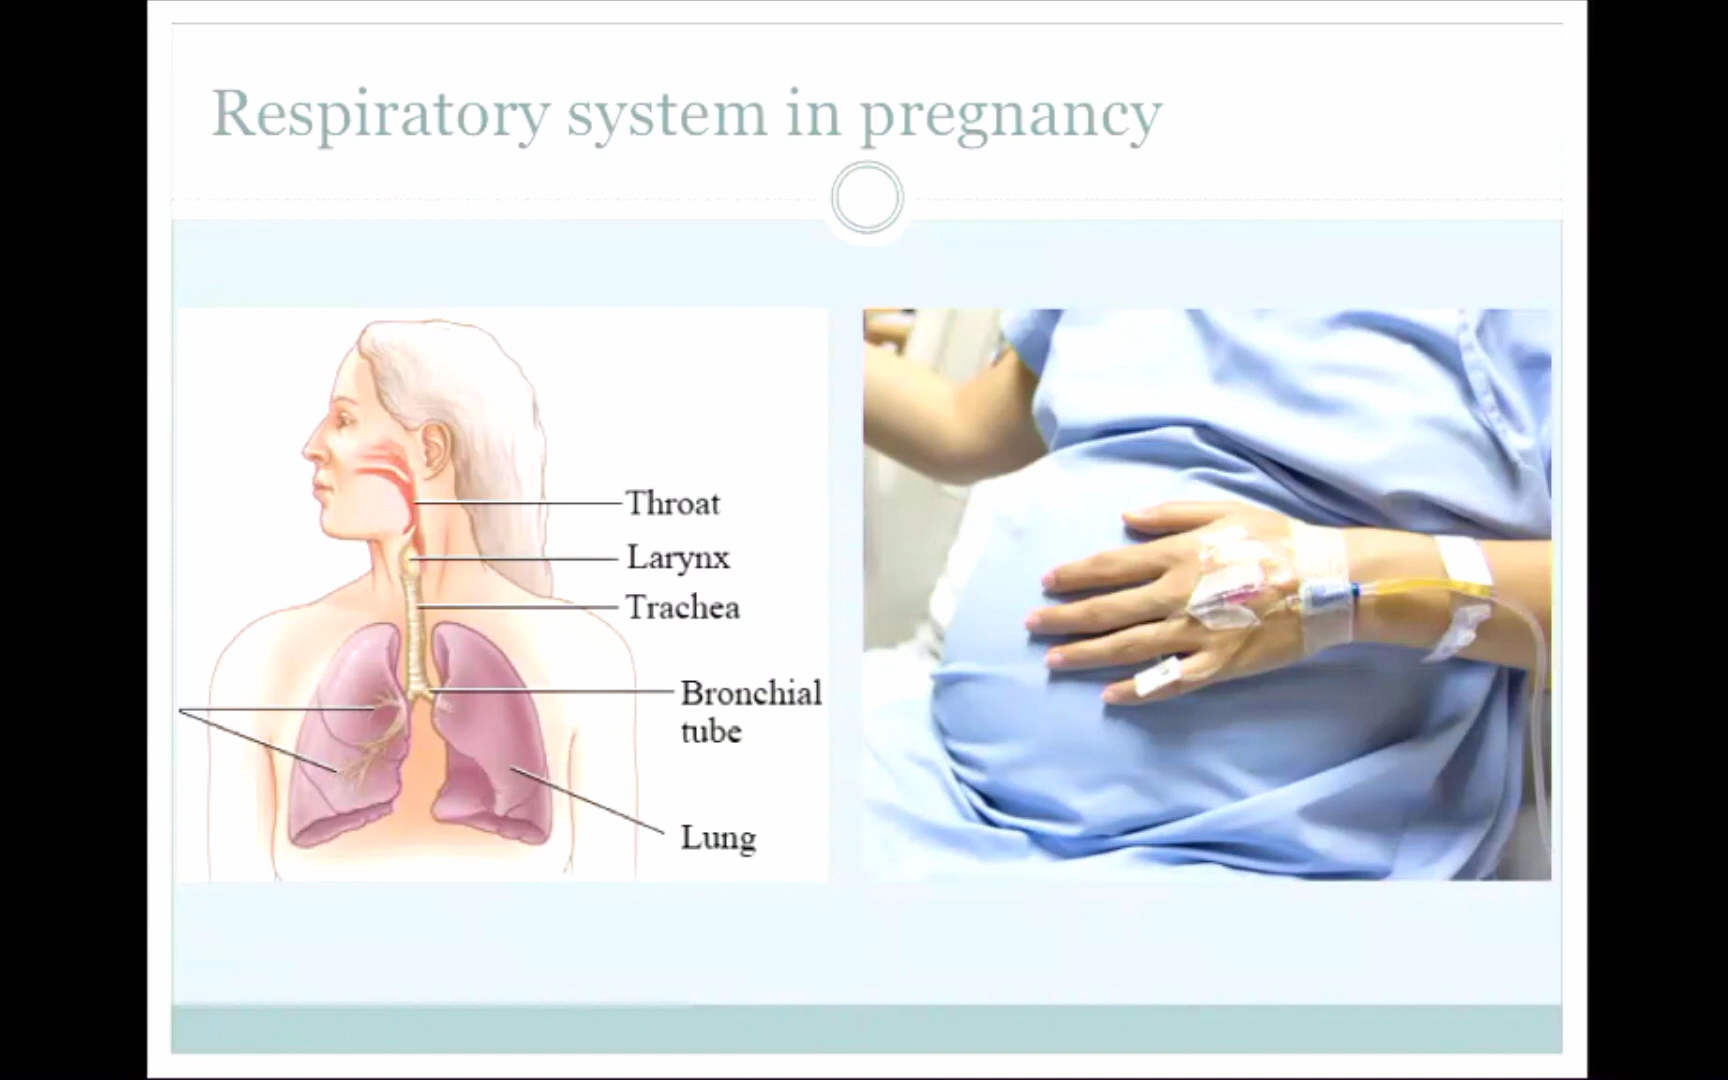 Respiratory system in pregnancy
Throat
Larynx
Trachea
Bronchial
tube
Lung